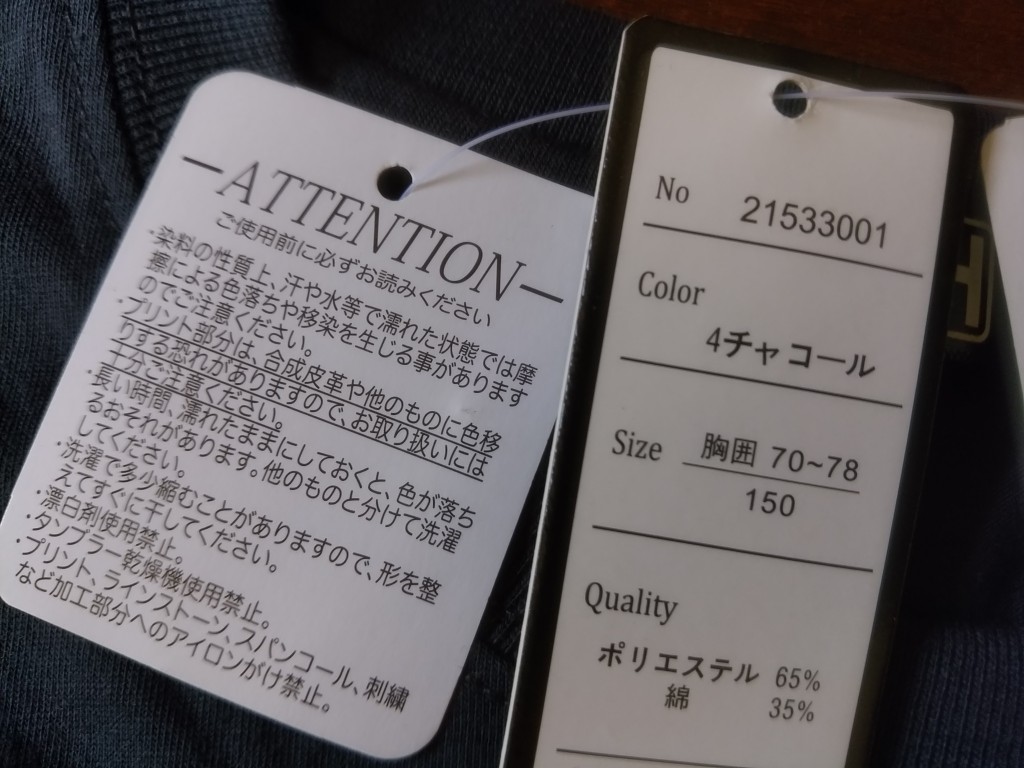 ATTENTION
ご使用前に必ずお読みください
・染料の性質上、汗や水等で濡れた状態では摩
擦による色落ちや移染を生じる事があります
のでご注意ください。
・プリント部分は、合成皮革や他のものに色移
りする恐れがありますので、お取り扱いには
十分ご注意ください。
・長い時間、濡れたままにしておくと、色が落ち
るおそれがあります。他のものと分けて洗濯
してください。
・洗濯で多少縮むことがありますので、形を整
えてすぐに干してください。
・漂白剤使用禁止。
・タンブラー乾燥機使用禁止。
・プリント、ラインストーン、スパンコール、刺繍
など加工部分へのアイロンがけ禁止。
No 21533001
Color
4チャコール
Size 胸囲 70~78
150
Quality
ポリエステル 65%
綿 35%